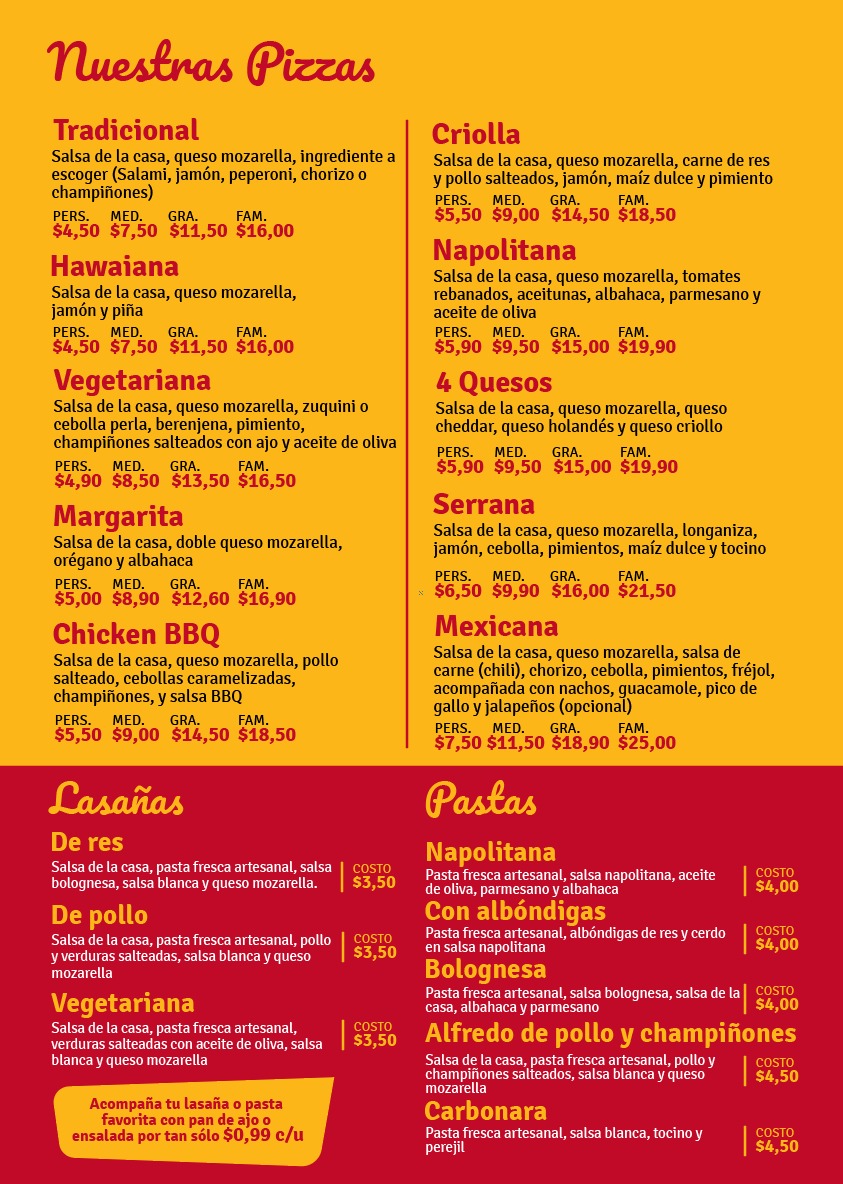 Nuestras Pizzas
Tradicional
Salsa de la casa, queso mozarella, ingrediente a
escoger (Salami, jamón, peperoni, chorizo o
champiñones)
PERS. MED. GRA. FAM.
$4,50 $7,50 $11,50 $16,00
Hawaiana
Salsa de la casa, queso mozarella,
jamón y piña
PERS. MED. GRA. FAM.
$4,50 $7,50 $11,50 $16,00
Vegetariana
Salsa de la casa, queso mozarella, zuquini o
cebolla perla, berenjena, pimiento,
champiñones salteados con ajo y aceite de oliva
PERS. MED. GRA. FAM.
$4,90 $8,50 $13,50 $16,50
Margarita
Salsa de la casa, doble queso mozarella,
orégano y albahaca
PERS. MED. GRA. FAM.
$5,00 $8,90 $12,60 $16,90
Chicken BBQ
Salsa de la casa, queso mozarella, pollo
salteado, cebollas caramelizadas,
champiñones, y salsa BBQ
PERS. MED. GRA. FAM.
$5,50 $9,00 $14,50 $18,50
Criolla
Salsa de la casa, queso mozarella, carne de res
y pollo salteados, jamón, maíz dulce y pimiento
PERS. MED. GRA. FAM.
$5,50 $9,00 $14,50 $18,50
Napolitana
Salsa de la casa, queso mozarella, tomates
rebanados, aceitunas, albahaca, parmesano y
aceite de oliva
PERS. MED. GRA. FAM.
$5,90 $9,50 $15,00 $19,90
4 Quesos
Salsa de la casa, queso mozarella, queso
cheddar, queso holandés y queso criollo
PERS. MED. GRA. FAM.
$5,90 $9,50 $15,00 $19,90
Serrana
Salsa de la casa, queso mozarella, longaniza,
jamón, cebolla, pimientos, maíz dulce y tocino
PERS. MED. GRA. FAM.
$6,50 $9,90 $16,00 $21,50
Mexicana
Salsa de la casa, queso mozarella, salsa de
carne (chili), chorizo, cebolla, pimientos, fréjol,
acompañada con nachos, guacamole, pico de
gallo y jalapeños (opcional)
PERS. MED. GRA. FAM.
$7,50 $11,50 $18,90 $25,00
Lasañas
De res
Salsa de la casa, pasta fresca artesanal, salsa
bolognesa, salsa blanca y queso mozarella.
COSTO
$3,50
De pollo
Salsa de la casa, pasta fresca artesanal, pollo
y verduras salteadas, salsa blanca y queso
mozarella
COSTO
$3,50
Vegetariana
Salsa de la casa, pasta fresca artesanal,
verduras salteadas con aceite de oliva, salsa
blanca y queso mozarella
COSTO
$3,50
Acompaña tu lasaña o pasta
favorita con pan de ajo o
ensalada por tan sólo $0,99 c/u
Pastas
Napolitana
Pasta fresca artesanal, salsa napolitana, aceite
de oliva, parmesano y albahaca
COSTO
$4,00
Con albóndigas
Pasta fresca artesanal, albóndigas de res y cerdo
en salsa napolitana
COSTO
$4,00
Bolognesa
Pasta fresca artesanal, salsa bolognesa, salsa de la
casa, albahaca y parmesano
COSTO
$4,00
Alfredo de pollo y champiñones
Salsa de la casa, pasta fresca artesanal, pollo y
champiñones salteados, salsa blanca y queso
mozarella
COSTO
$4,50
Carbonara
Pasta fresca artesanal, salsa blanca, tocino y
perejil
COSTO
$4,50